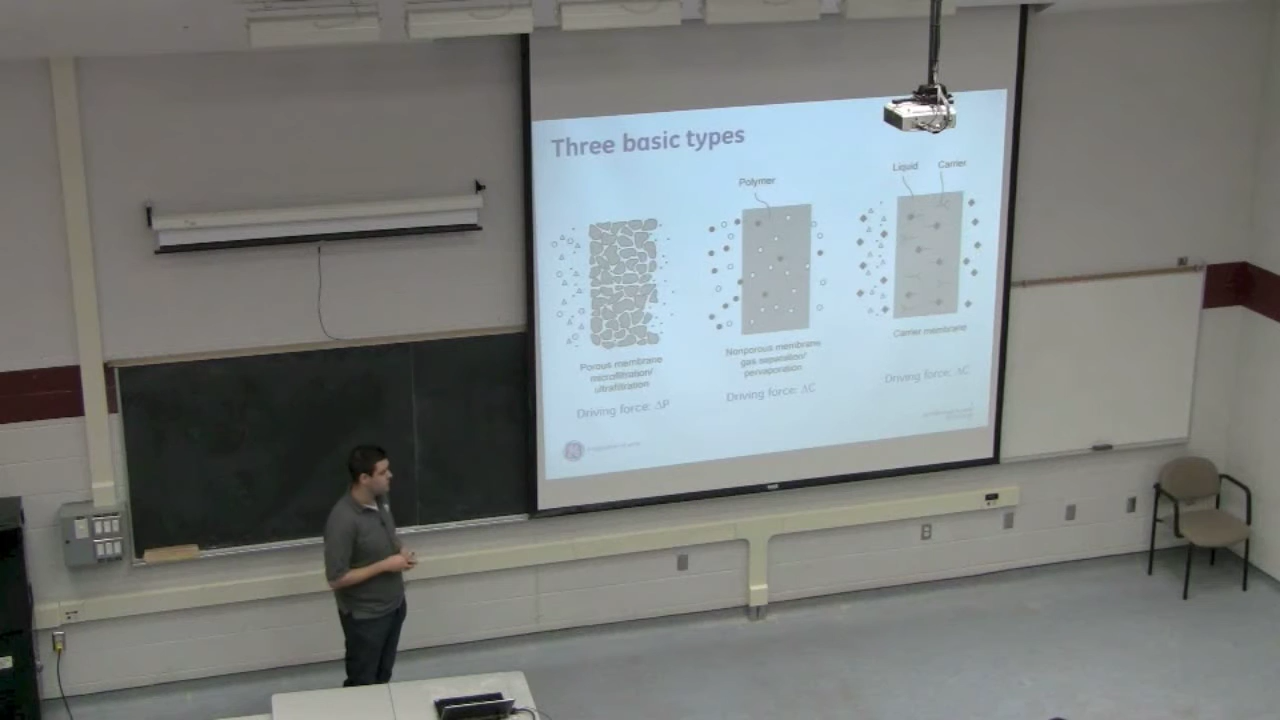 Three basic types
Polymer
Liquid
Carrier
Porous membrane
microfiltration/
ultrafiltration
Driving force: ΔP
Nonporous membrane
gas separation/
pervaporation
Driving force: ΔC
Carrier membrane
Driving force: ΔC